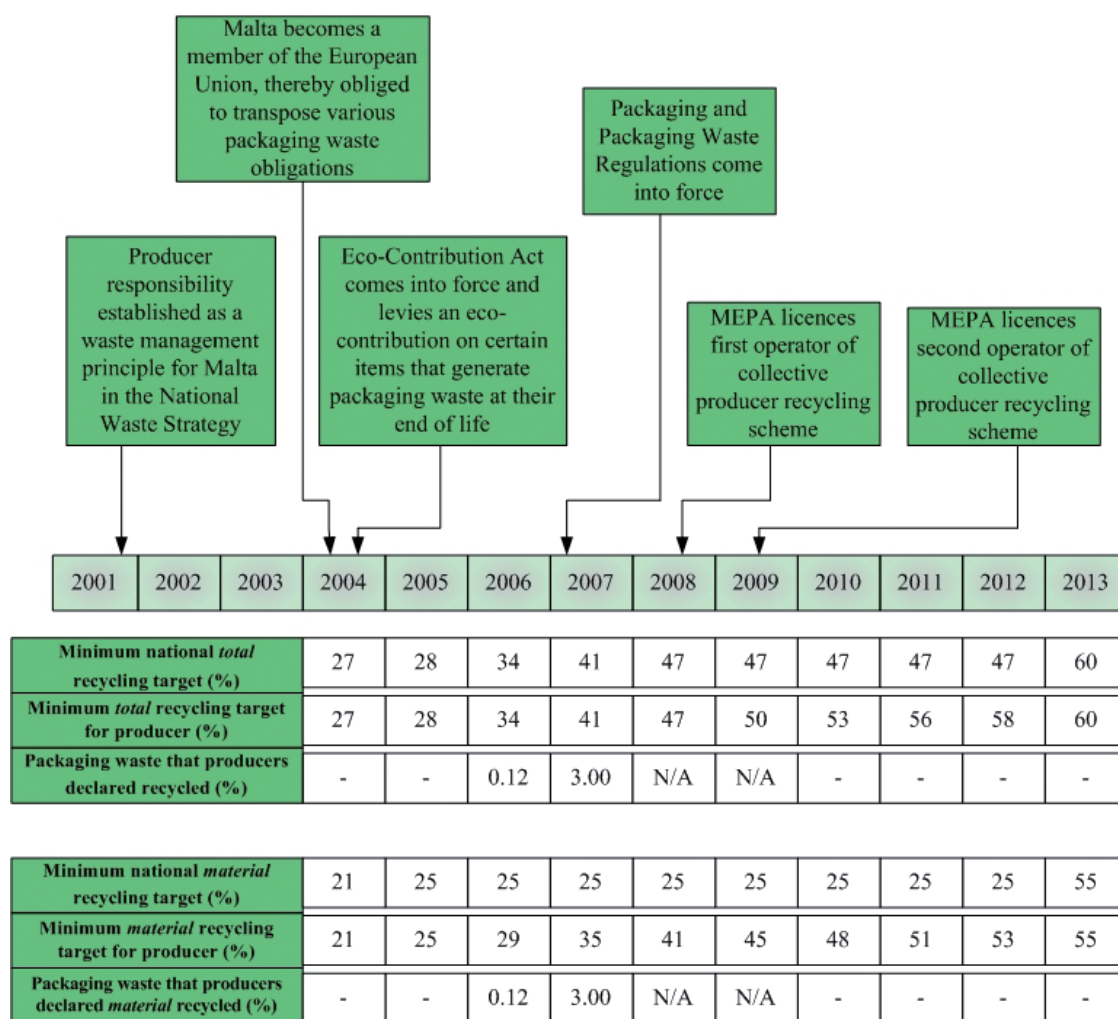 Malta becomes a
member of the European
Union, thereby obliged
to transpose various
packaging waste
obligations
Packaging and
Packaging Waste
Regulations come
into force
Producer
responsibility
established as a
waste management
principle for Malta
in the National
Waste Strategy
Eco-Contribution Act
comes into force and
levies an eco-
contribution on certain
items that generate
packaging waste at their
end of life
MEPA licences
first operator of
collective
producer recycling
scheme
MEPA licences
second operator of
collective
producer recycling
scheme
2001 2002 2003 2004 2005 2006 2007 2008 2009 2010 2011 2012 2013
Minimum national total
recycling target (%)
27 28 34 41 47 47 47 47 47 60
Minimum total recycling target
for producer (%)
27 28 34 41 47 50 53 56 58 60
Packaging waste that producers
declared recycled (%)
- - 0.12 3.00 N/A N/A - - - -
Minimum national material
recycling target (%)
21 25 25 25 25 25 25 25 25 55
Minimum material recycling
target for producer (%)
21 25 29 35 41 45 48 51 53 55
Packaging waste that producers
declared material recycled (%)
- - 0.12 3.00 N/A N/A - - - -